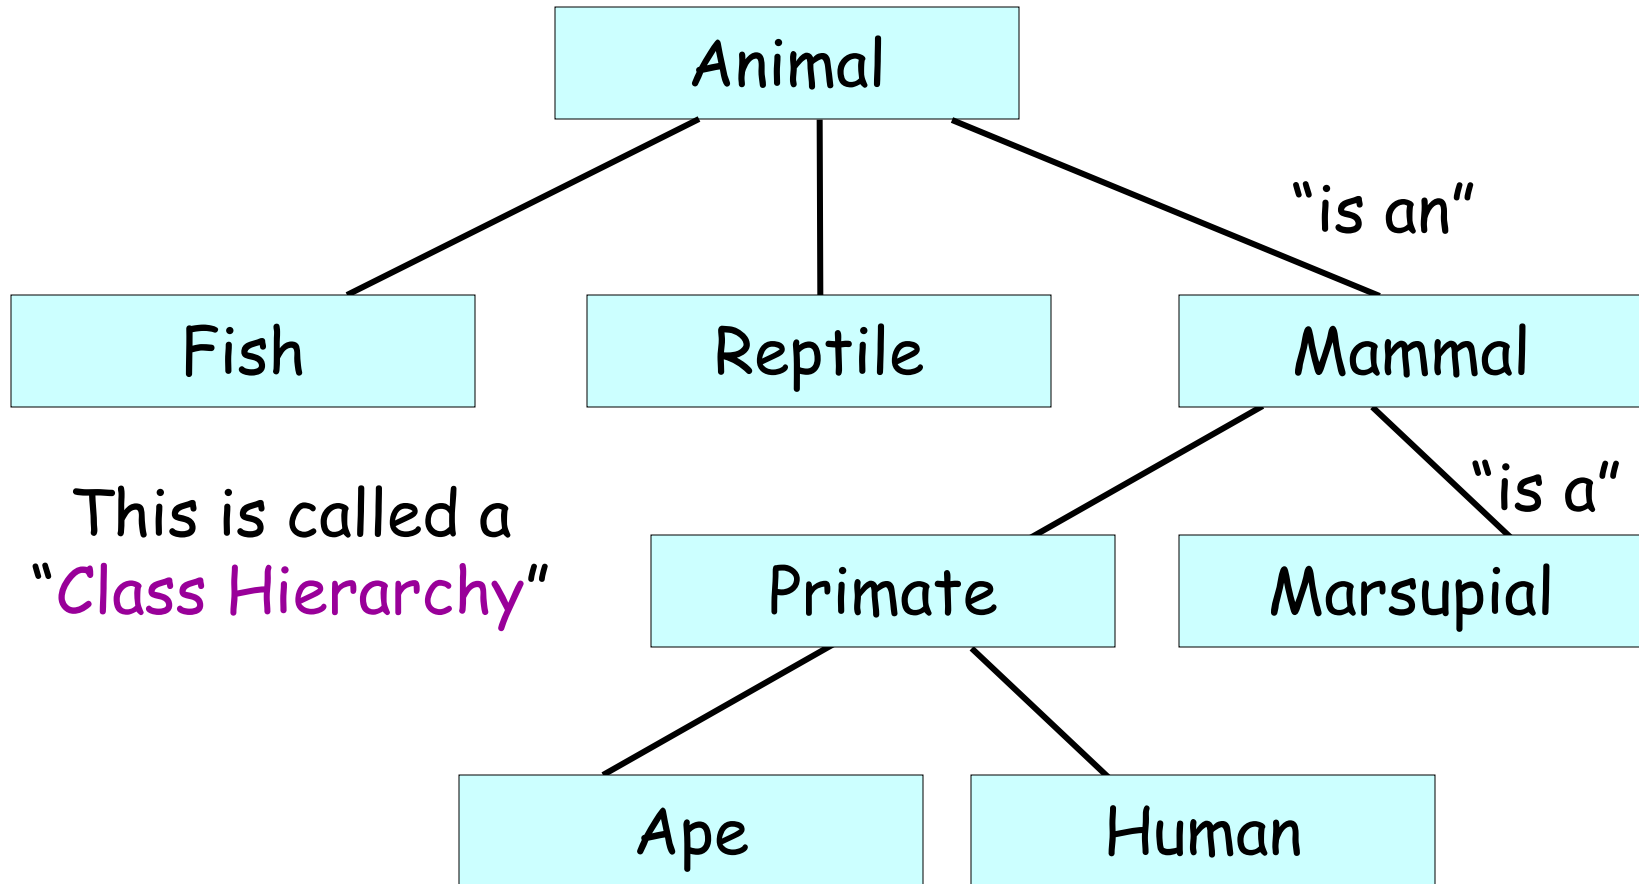 Animal
“is an”
Fish
Reptile
Mammal
“is a”
This is called a
“Class Hierarchy”
Primate
Marsupial
Ape
Human